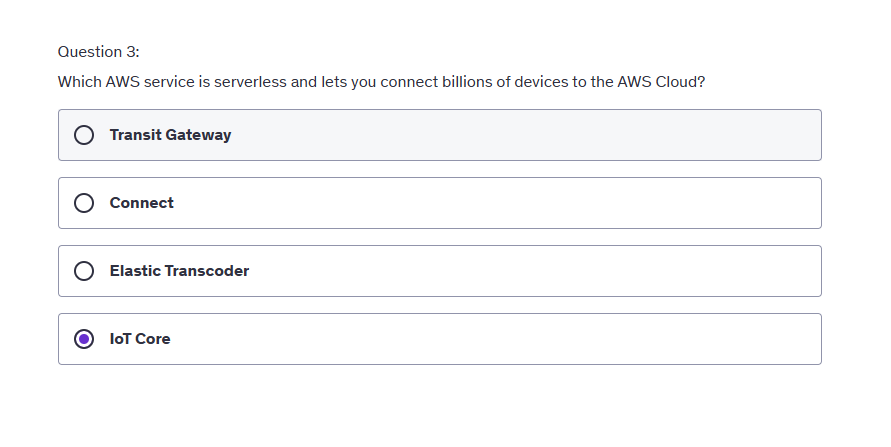 Question 3:
Which AWS service is serverless and lets you connect billions of devices to the AWS Cloud?
Transit Gateway
Connect
Elastic Transcoder
IoT Core